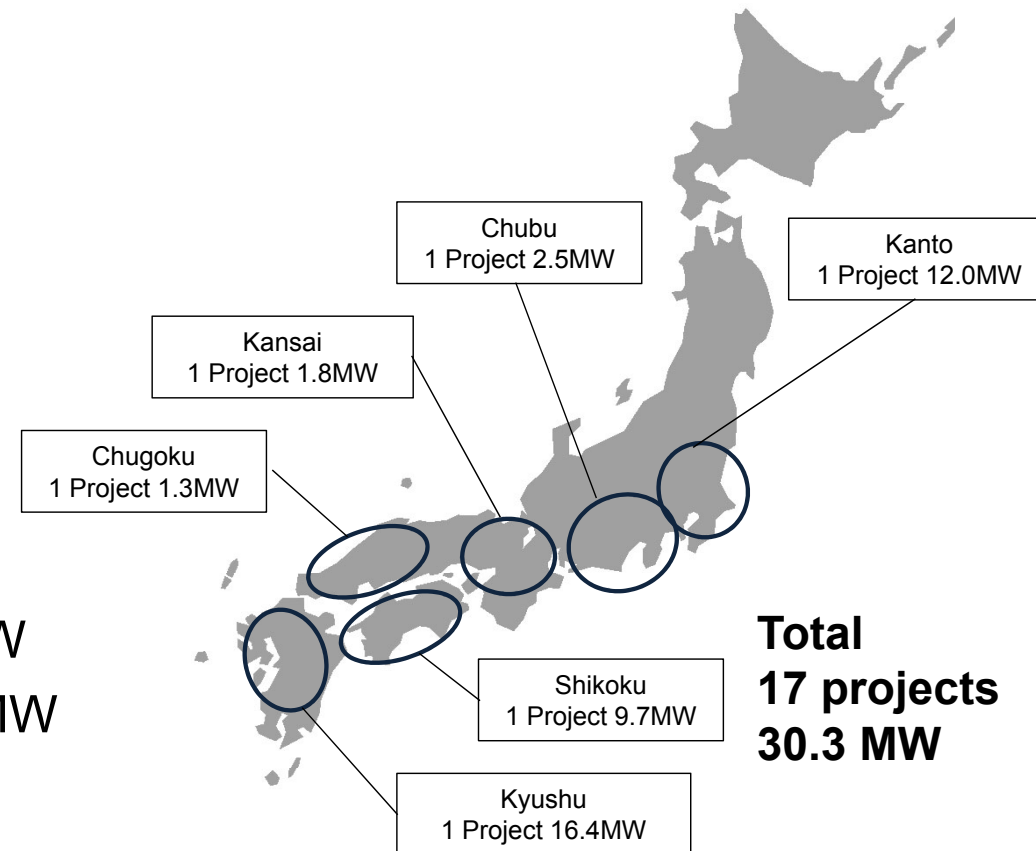 Chubu
1 Project 2.5MW
Kanto
1 Project 12.0MW
Kansai
1 Project 1.8MW
Chugoku
1 Project 1.3MW
W
MW
Shikoku
1 Project 9.7MW
Total
17 projects
30.3 MW
Kyushu
1 Project 16.4MW